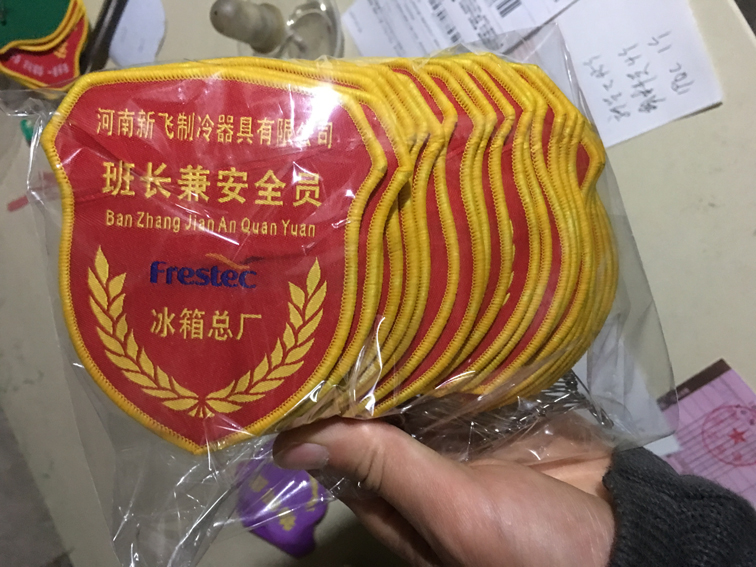 河南新飞制冷器具有限公司
班长兼安全员
Ban Zhang Jian An Quan Yuan
Frestec
冰箱总厂